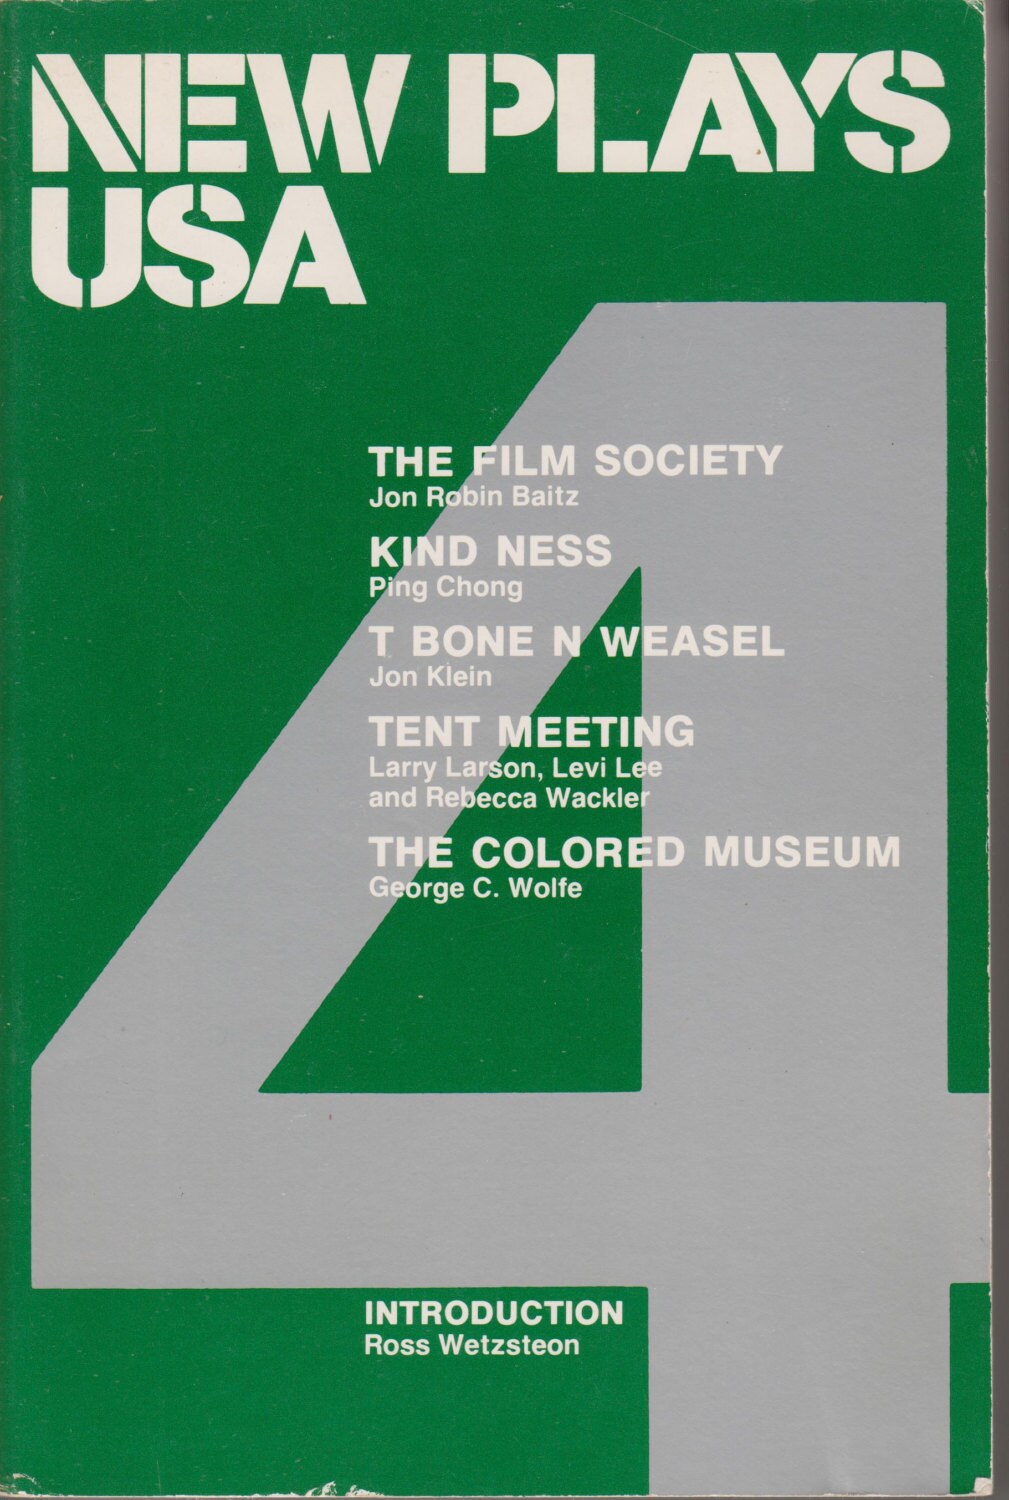 NEW PLAYS
USA
4
THE FILM SOCIETY
Jon Robin Baitz
KIND NESS
Ping Chong
T BONE N WEASEL
Jon Klein
TENT MEETING
Larry Larson, Levi Lee
and Rebecca Wackler
THE COLORED MUSEUM
George C. Wolfe
INTRODUCTION
Ross Wetzsteon